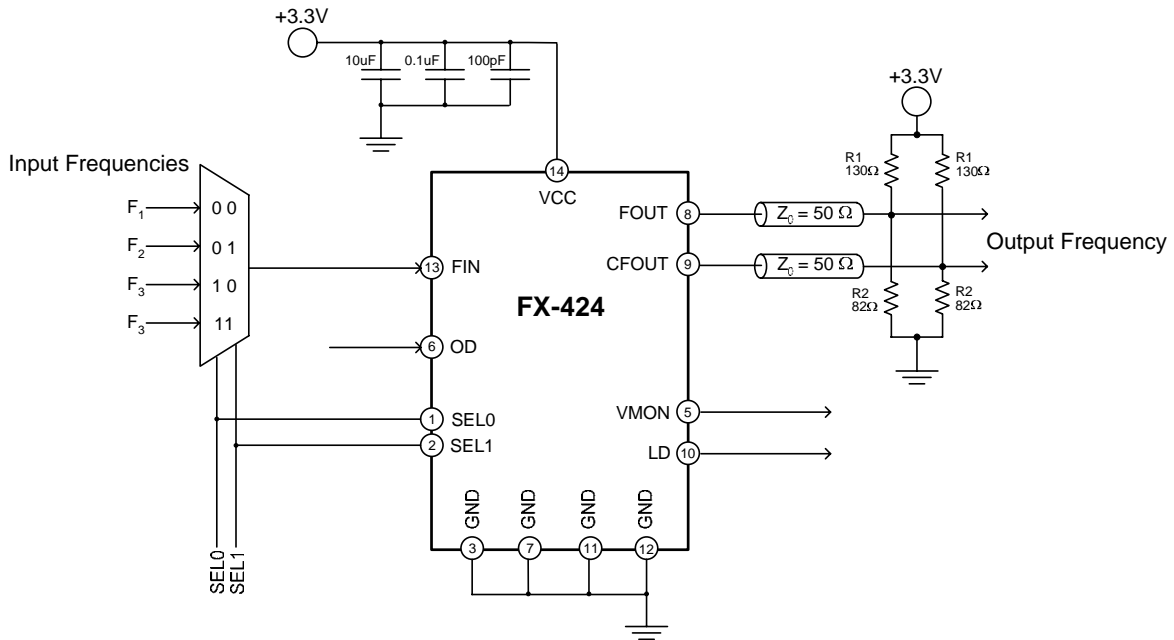 +3.3V
10uF
0.1uF
100pF
+3.3V
Input Frequencies
R1
130Ω
R1
130Ω
14
VCC
F1
0 0
FOUT
8
Z0 = 50 Ω
F2
0 1
Output Frequency
13
FIN
CFOUT
9
Z0 = 50 Ω
F3
1 0
R2
82Ω
R2
82Ω
FX-424
F3
11
6
OD
1
SEL0
VMON
5
2
SEL1
LD
10
GND
GND
GND
GND
3
7
11
12
SEL0
SEL1